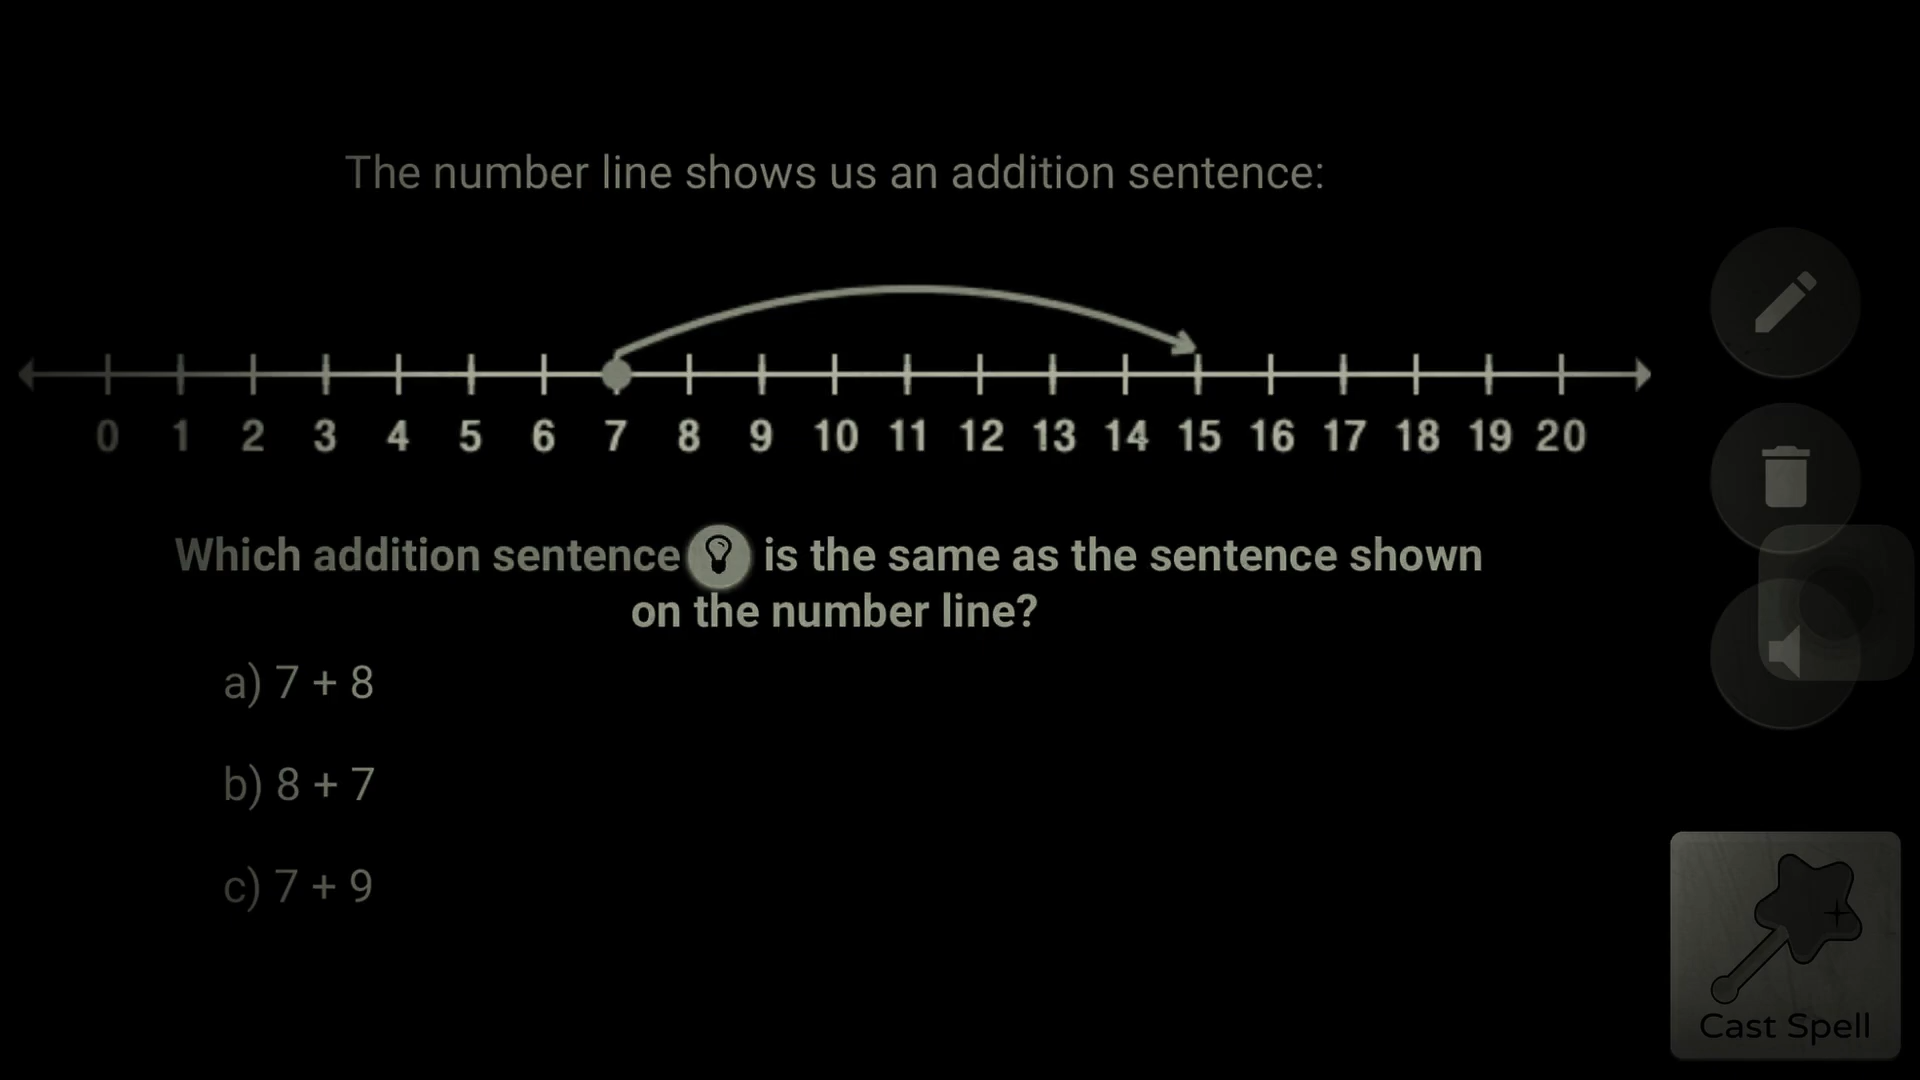 The number line shows us an addition sentence:
0 1 2 3 4 5 6 7 8 9 10 11 12 13 14 15 16 17 18 19 20
Which addition sentence is the same as the sentence shown
on the number line?
a) 7 + 8
b) 8 + 7
c) 7 + 9
Cast Spell